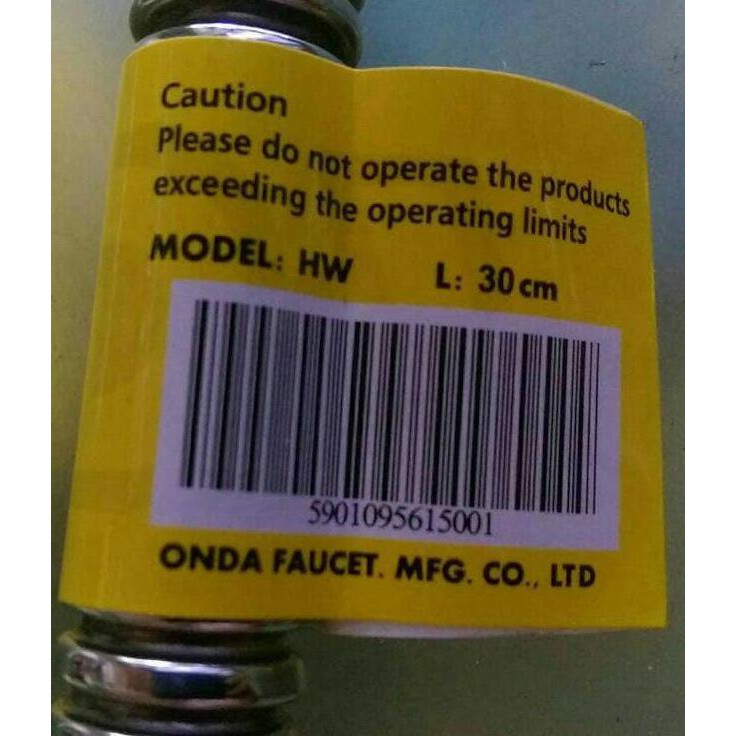 Caution
Please do not operate the products
exceeding the operating limits
MODEL: HW L: 30cm
5901095615001
ONDA FAUCET. MFG. CO., LTD